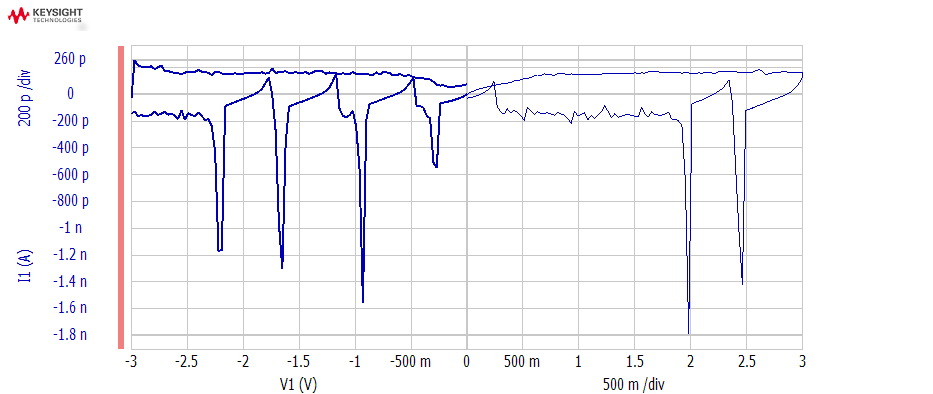 KEYSIGHT
TECHNOLOGIES
260 p
0
-200 p
-400 p
-600 p
-800 p
-1 n
-1.2 n
-1.4 n
-1.6 n
-1.8 n
200 p /div
I1 (A)
-3 -2.5 -2 -1.5 -1 -500 m 0 500 m 1 1.5 2 2.5 3
V1 (V) 500 m /div